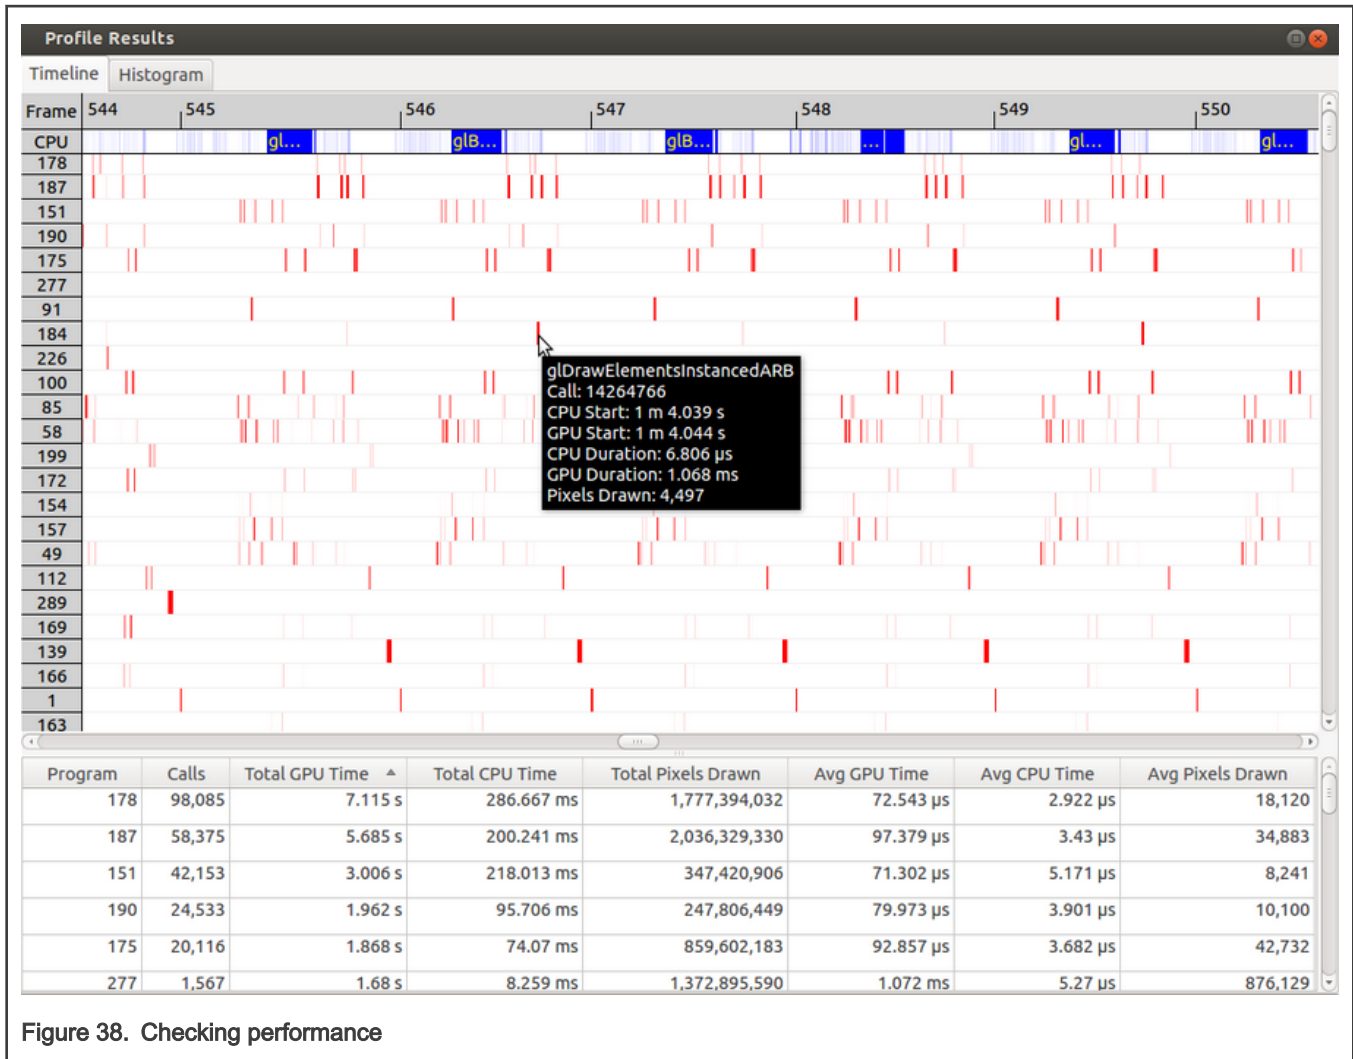 Profile Results
Timeline Histogram
Frame 544 545 546 547 548 549 550
CPU gl... glB... glB... ... gl... gl...
178
187
151
190
175
277
91
184
226
100
85
58
199
172
154
157
49
112
289
169
139
166
1
163
glDrawElementsInstancedARB
Call: 14264766
CPU Start: 1 m 4.039 s
GPU Start: 1 m 4.044 s
CPU Duration: 6.806 µs
GPU Duration: 1.068 ms
Pixels Drawn: 4,497
Program Calls Total GPU Time Total CPU Time Total Pixels Drawn Avg GPU Time Avg CPU Time Avg Pixels Drawn
178 98,085 7.115 s 286.667 ms 1,777,394,032 72.543 µs 2.922 µs 18,120
187 58,375 5.685 s 200.241 ms 2,036,329,330 97.379 µs 3.43 µs 34,883
151 42,153 3.006 s 218.013 ms 347,420,906 71.302 µs 5.171 µs 8,241
190 24,533 1.962 s 95.706 ms 247,806,449 79.973 µs 3.901 µs 10,100
175 20,116 1.868 s 74.07 ms 859,602,183 92.857 µs 3.682 µs 42,732
277 1,567 1.68 s 8.259 ms 1,372,895,590 1.072 ms 5.27 µs 876,129
Figure 38. Checking performance